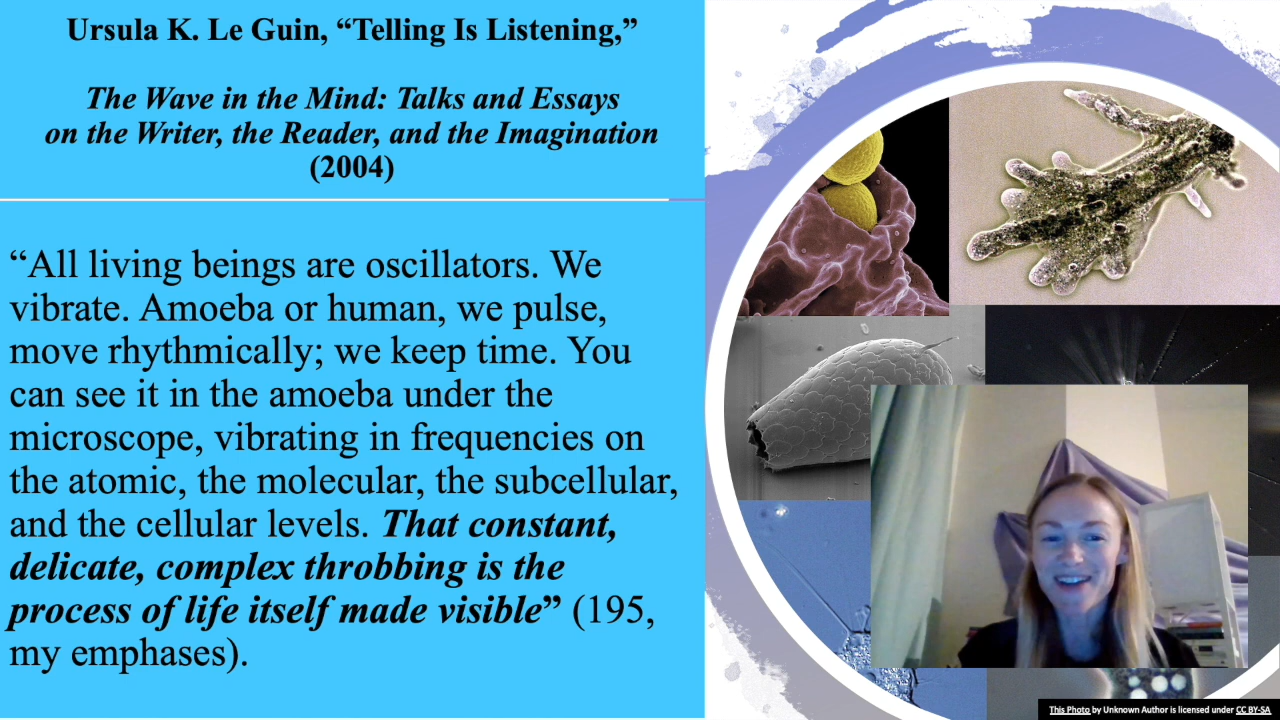 Ursula K. Le Guin, “Telling Is Listening,”
The Wave in the Mind: Talks and Essays
on the Writer, the Reader, and the Imagination
(2004)
“All living beings are oscillators. We
vibrate. Amoeba or human, we pulse,
move rhythmically; we keep time. You
can see it in the amoeba under the
microscope, vibrating in frequencies on
the atomic, the molecular, the subcellular,
and the cellular levels. That constant,
delicate, complex throbbing is the
process of life itself made visible” (195,
my emphases).
This Photo by Unknown Author is licensed under CC BY-SA